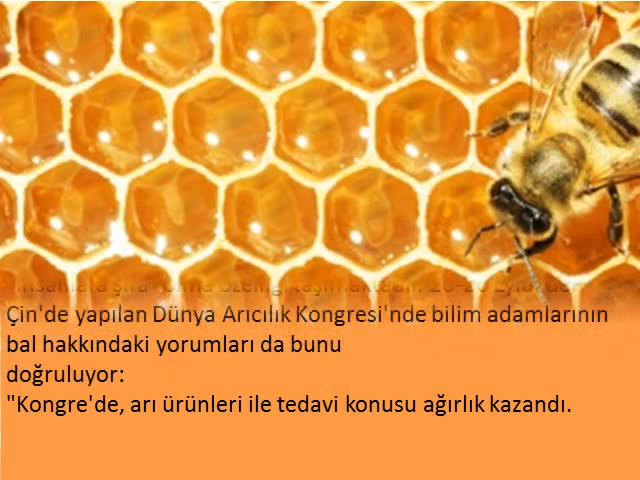 Çin'de yapılan Dünya Arıcılık Kongresi'nde bilim adamlarının
bal hakkındaki yorumları da bunu
doğruluyor:
"Kongre'de, arı ürünleri ile tedavi konusu ağırlık kazandı.